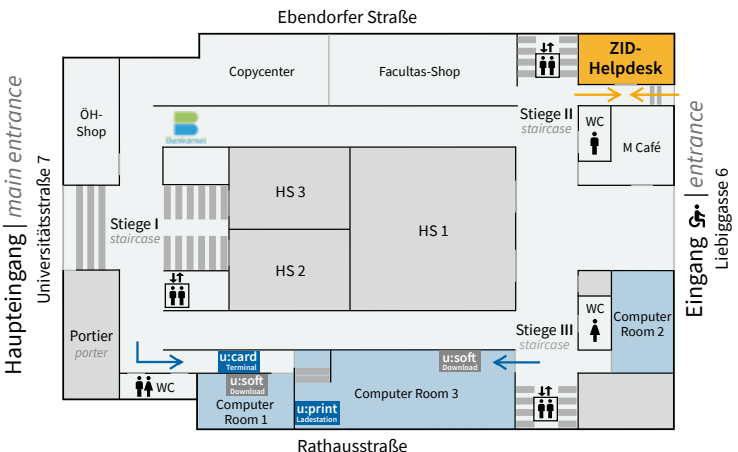 Ebendorfer Straße
ZID-
Helpdesk
Copycenter
Facultas-Shop
ÖH-
Shop
Stiege II
staircase
WC
M Café
HS 3
HS 1
HS 2
Stiege I
staircase
Haupteingang | main entrance
Universitätsstraße 7
Eingang | entrance
Liebiggasse 6
Portier
porter
WC
Computer
Room 2
Stiege III
staircase
u:card
Terminal
u:soft
Download
u:soft
Download
WC
Computer
Room 1
u:print
Ladestation
Computer Room 3
Rathausstraße